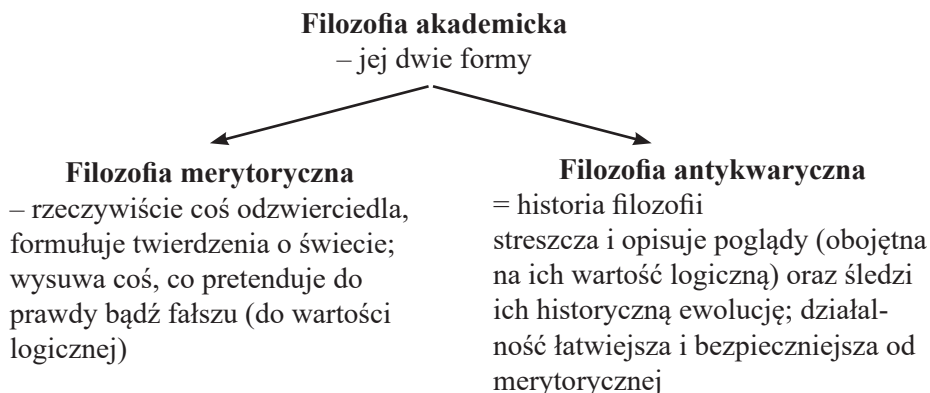 Filozofia akademicka
– jej dwie formy
Filozofia merytoryczna
– rzeczywiście coś odzwierciedla,
formułuje twierdzenia o świecie;
wysuwa coś, co pretenduje do
prawdy bądź fałszu (do wartości
logicznej)
Filozofia antykwaryczna
= historia filozofii
streszcza i opisuje poglądy (obojętna
na ich wartość logiczną) oraz śledzi
ich historyczną ewolucję; działal-
ność łatwiejsza i bezpieczniejsza od
merytorycznej